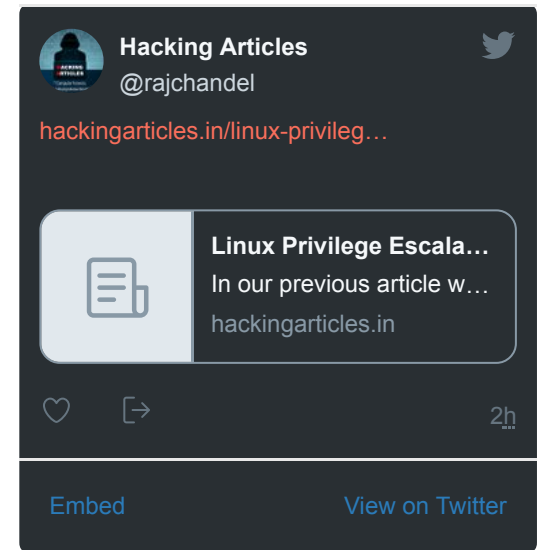 Hacking Articles
@rajchandel
hackingarticles.in/linux-privileg…
Linux Privilege Escala…
In our previous article w…
hackingarticles.in
2h
Embed
View on Twitter